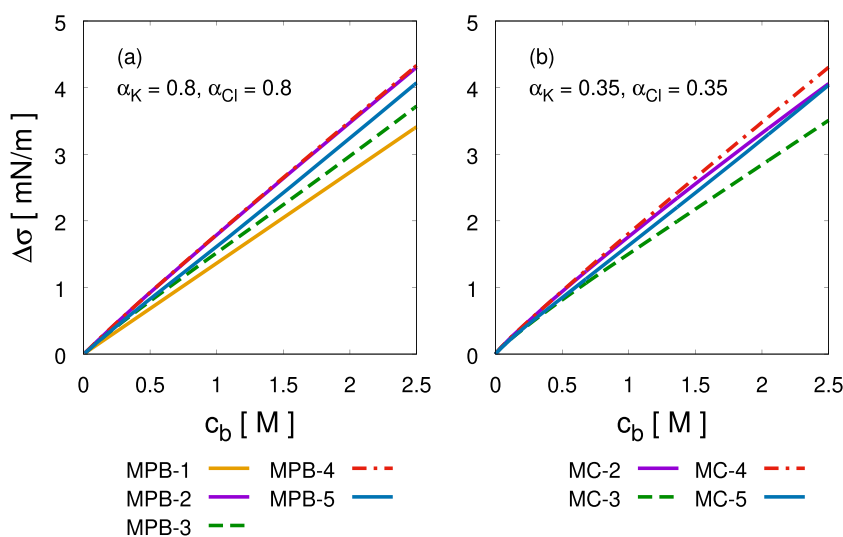 (a)
α_K = 0.8, α_Cl = 0.8
Δσ [ mN/m ]
5
4
3
2
1
0
0 0.5 1 1.5 2 2.5
c_b [ M ]
MPB-1 MPB-4
MPB-2 MPB-5
MPB-3
(b)
α_K = 0.35, α_Cl = 0.35
5
4
3
2
1
0
0 0.5 1 1.5 2 2.5
c_b [ M ]
MC-2 MC-4
MC-3 MC-5